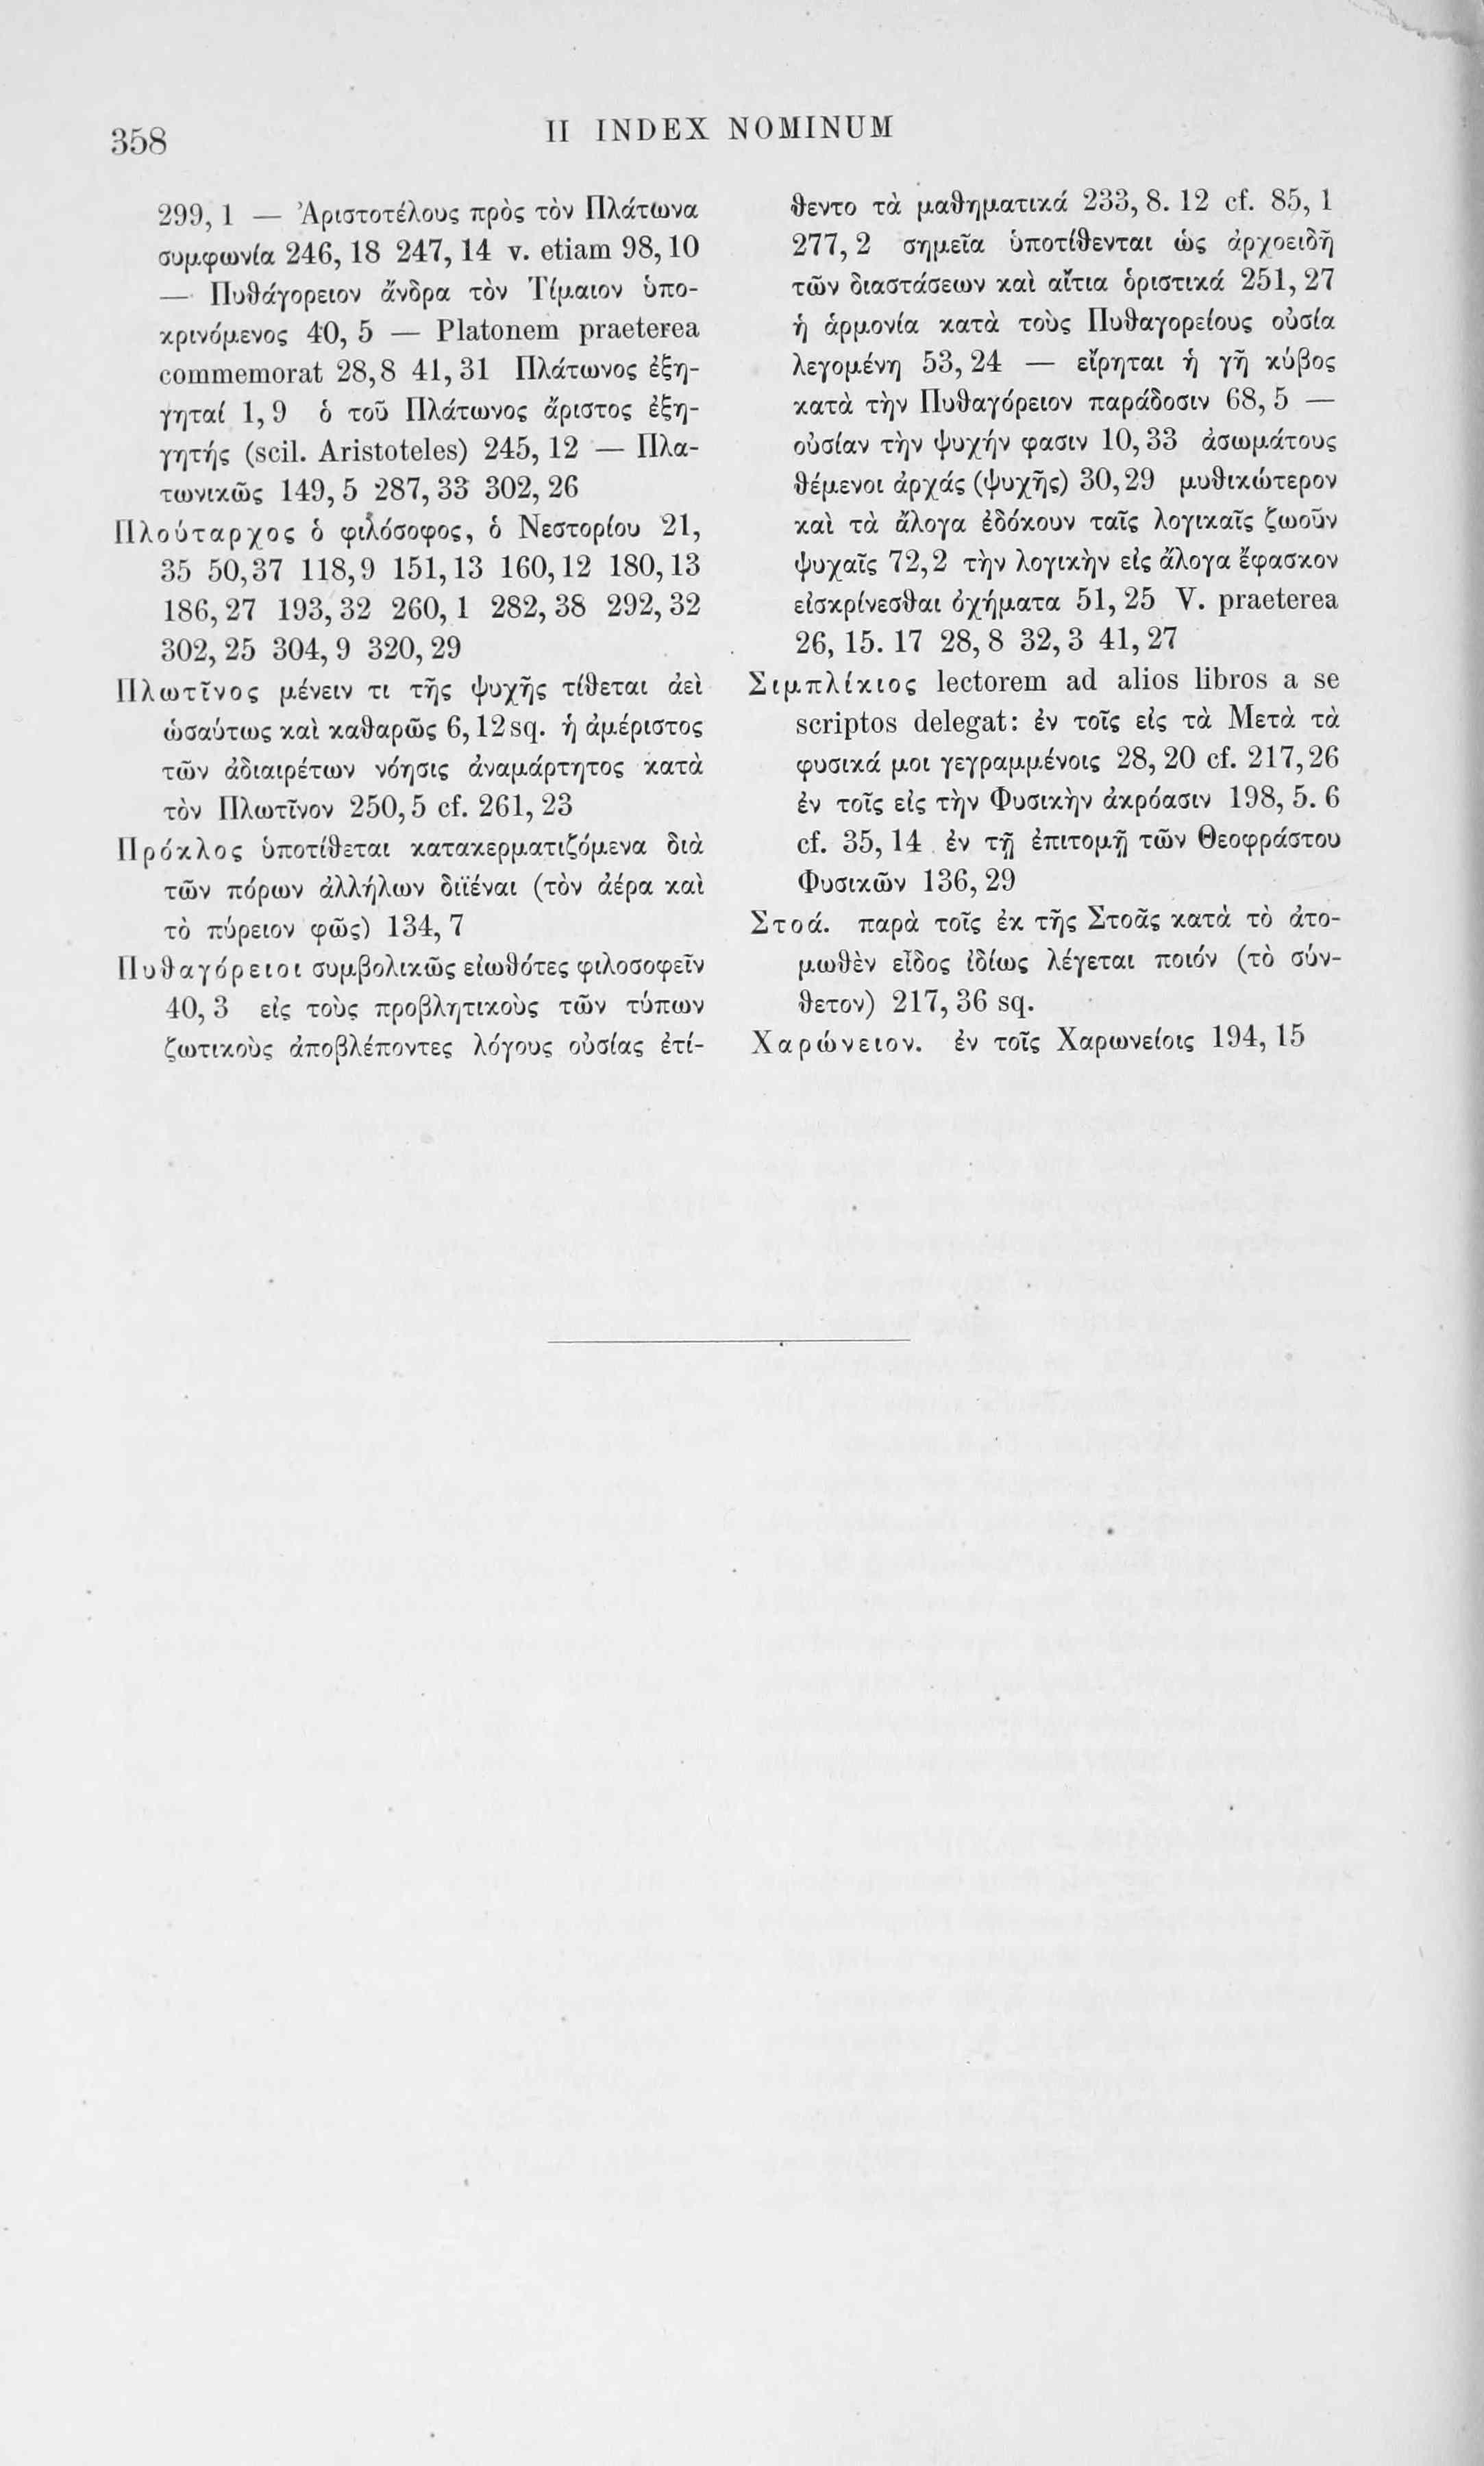 358
II INDEX NOMINUM
299, 1 — Ἀριστοτέλους πρὸς τὸν Πλάτωνα
συμφωνία 246, 18 247, 14 v. etiam 98, 10
— Πυθάγορειον ἄνδρα τὸν Τίμαιον ὑπο-
κρινόμενος 40, 5 — Platonem praeterea
commemorat 28, 8 41, 31 Πλάτωνος ἐξη-
γηταί 1, 9 ὁ τοῦ Πλάτωνος ἄριστος ἐξη-
γητής (scil. Aristoteles) 245, 12 — Πλα-
τωνικῶς 149, 5 287, 33 302, 26
Πλούταρχος ὁ φιλόσοφος, ὁ Νεστορίου 21,
35 50, 37 118, 9 151, 13 160, 12 180, 13
186, 27 193, 32 260, 1 282, 38 292, 32
302, 25 304, 9 320, 29
Πλωτῖνος μένειν τι τῆς ψυχῆς τίθεται ἀεὶ
ὡσαύτως καὶ καθαρῶς 6, 12 sq. ἡ ἀμέριστος
τῶν ἀδιαιρέτων νόησις ἀναμάρτητος κατὰ
τὸν Πλωτῖνον 250, 5 cf. 261, 23
Πρόκλος ὑποτίθεται κατακερματιζόμενα διὰ
τῶν πόρων ἀλλήλων διϊέναι (τὸν ἀέρα καὶ
τὸ πύρειον φῶς) 134, 7
Πυθαγόρειοι συμβολικῶς εἰωθότες φιλοσοφεῖν
40, 3 εἰς τοὺς προβλητικοὺς τῶν τύπων
ζωτικοὺς ἀποβλέποντες λόγους οὐσίας ἐτί-
θεντο τὰ μαθηματικά 233, 8. 12 cf. 85, 1
277, 2 σημεῖα ὑποτίθενται ὡς ἀρχοειδῆ
τῶν διαστάσεων καὶ αἴτια ὁριστικά 251, 27
ἡ ἁρμονία κατὰ τοὺς Πυθαγορείους οὐσία
λεγομένη 53, 24 — εἴρηται ἡ γῆ κύβος
κατὰ τὴν Πυθαγόρειον παράδοσιν 68, 5 —
οὐσίαν τὴν ψυχήν φασιν 10, 33 ἀσωμάτους
θέμενοι ἀρχάς (ψυχῆς) 30, 29 μυθικώτερον
καὶ τὰ ἄλογα ἐδόκουν ταῖς λογικαῖς ζωοῦν
ψυχαῖς 72, 2 τὴν λογικὴν εἰς ἄλογα ἔφασκον
εἰσκρίνεσθαι ὀχήματα 51, 25 V. praeterea
26, 15. 17 28, 8 32, 3 41, 27
Σιμπλίκιος lectorem ad alios libros a se
scriptos delegat: ἐν τοῖς εἰς τὰ Μετὰ τὰ
φυσικά μοι γεγραμμένοις 28, 20 cf. 217, 26
ἐν τοῖς εἰς τὴν Φυσικὴν ἀκρόασιν 198, 5. 6
cf. 35, 14 ἐν τῇ ἐπιτομῇ τῶν Θεοφράστου
Φυσικῶν 136, 29
Στοά. παρὰ τοῖς ἐκ τῆς Στοᾶς κατὰ τὸ ἀτο-
μωθὲν εἶδος ἰδίως λέγεται ποιόν (τὸ σύν-
θετον) 217, 36 sq.
Χαρώνειον. ἐν τοῖς Χαρωνείοις 194, 15